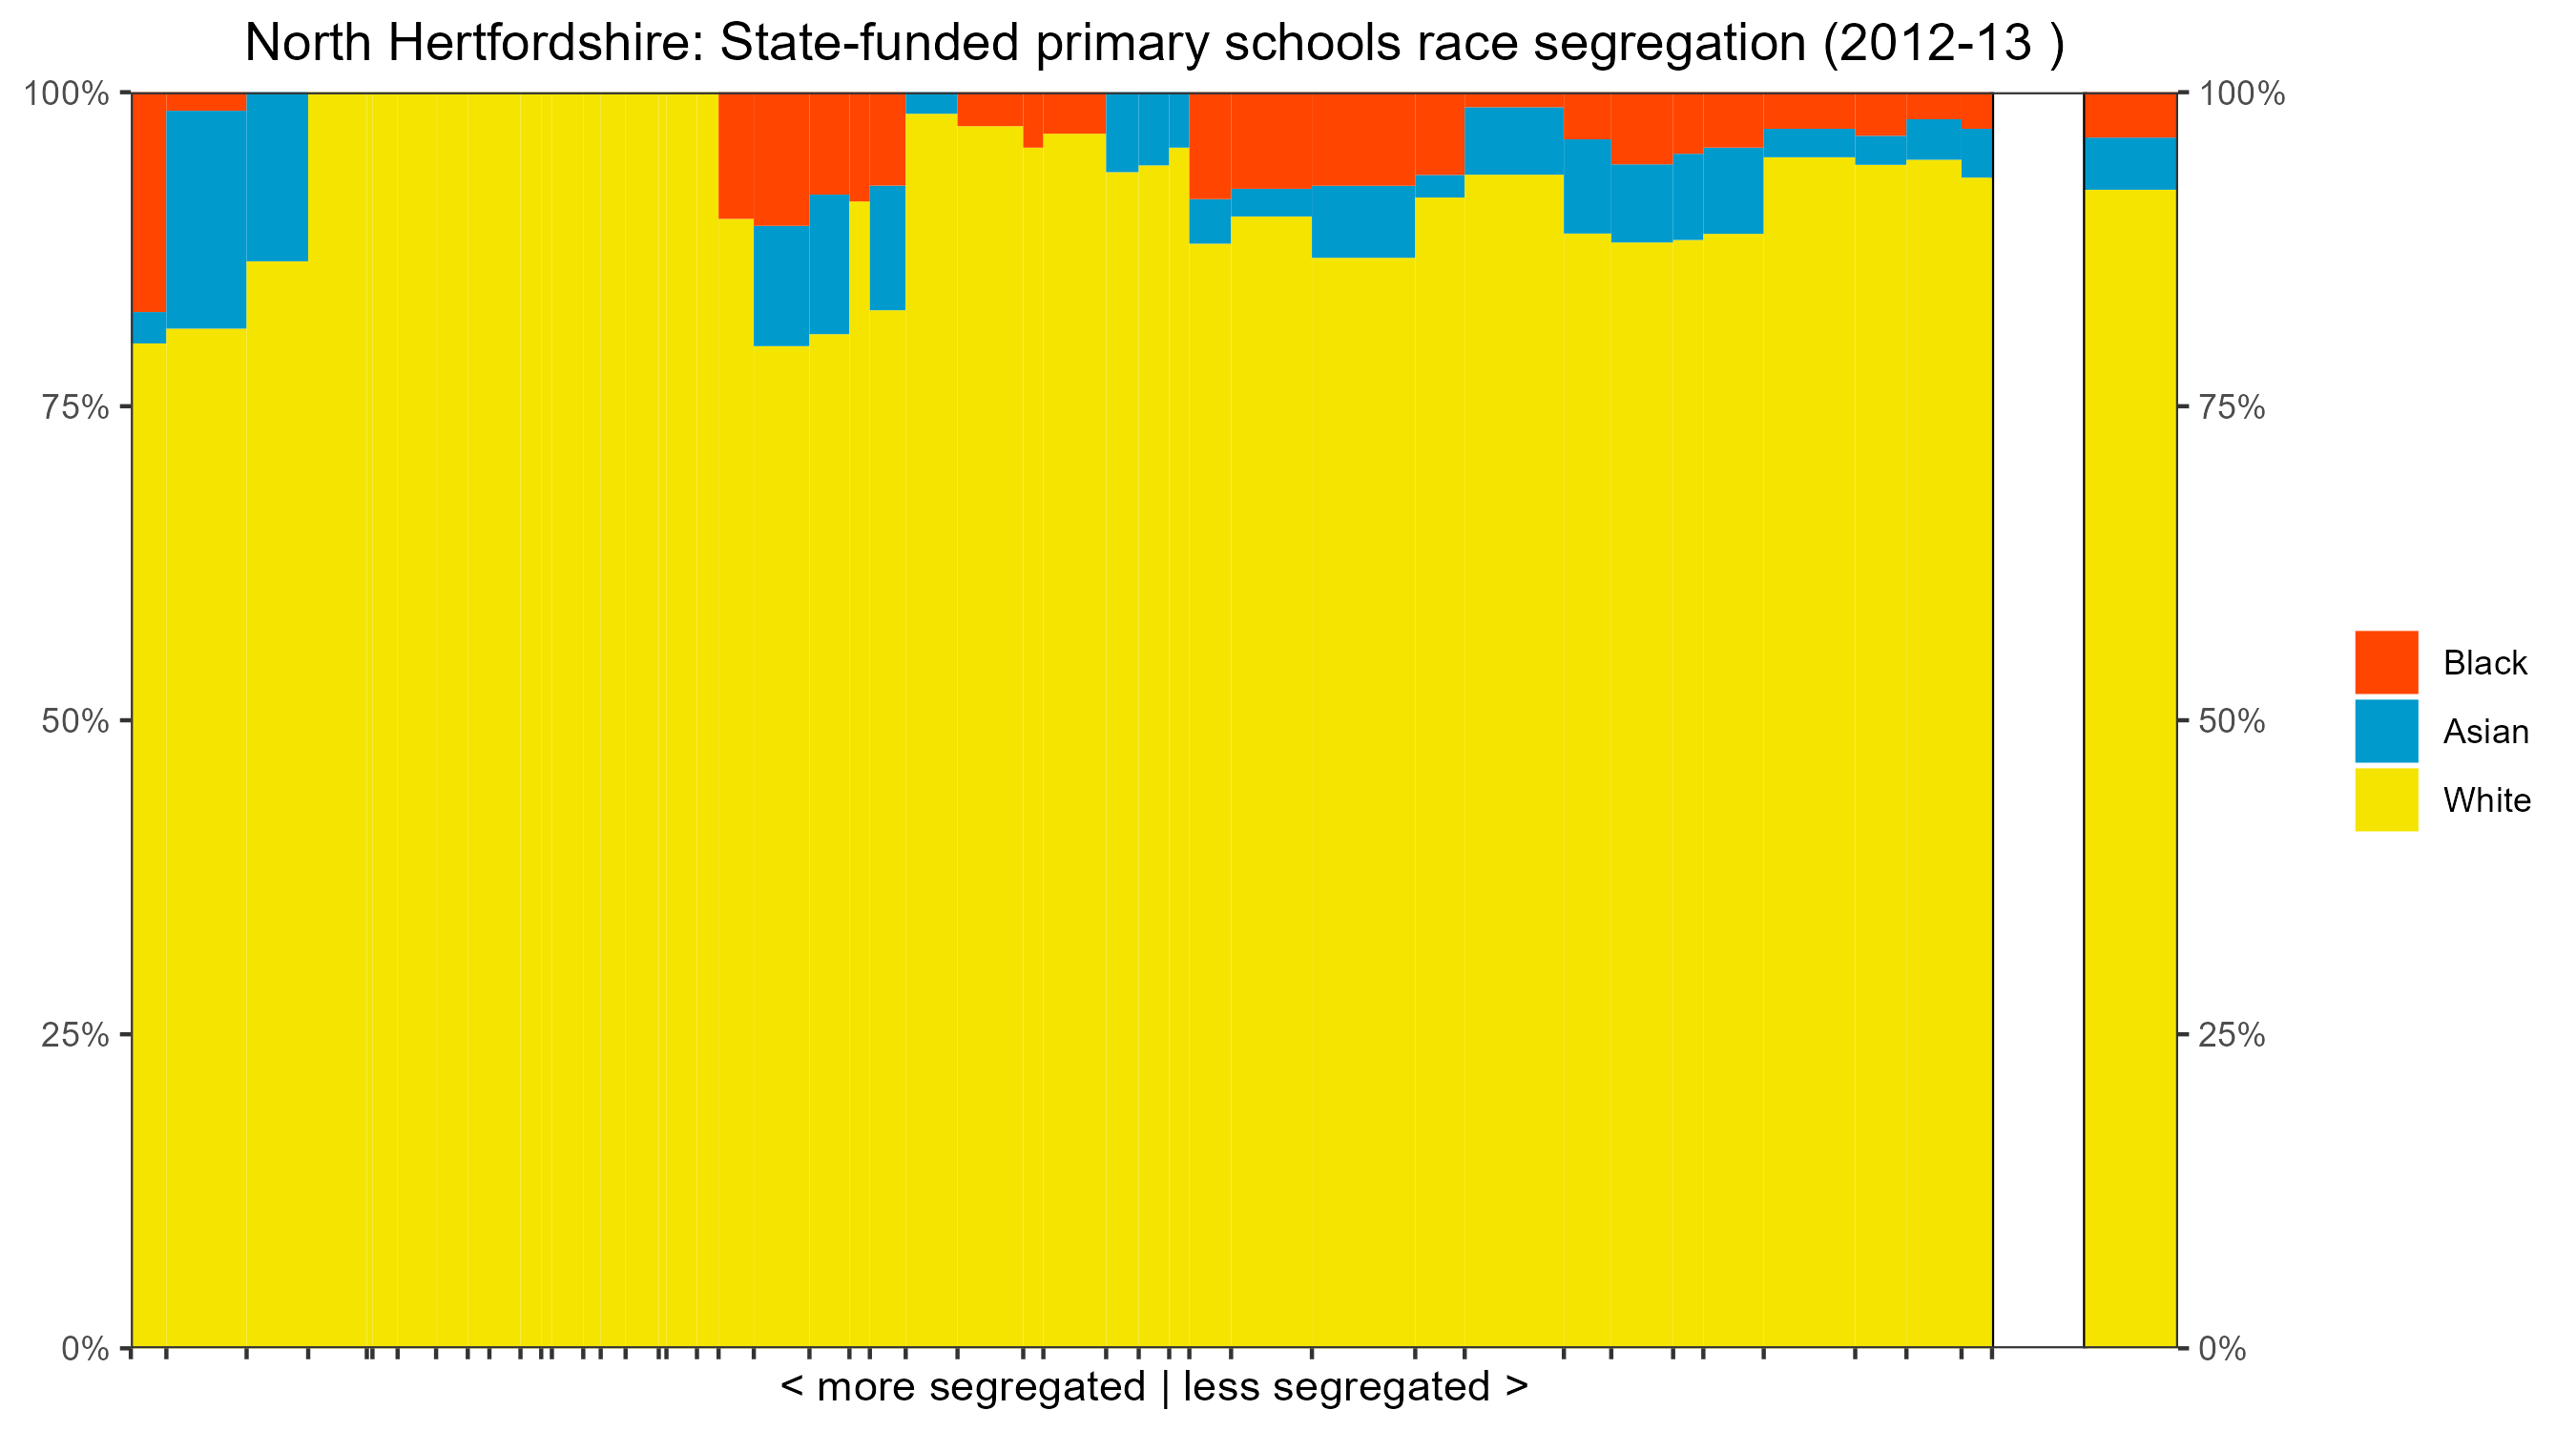 North Hertfordshire: State-funded primary schools race segregation (2012-13 )
100%
75%
50%
25%
0%
100%
75%
50%
25%
0%
Black
Asian
White
< more segregated | less segregated >